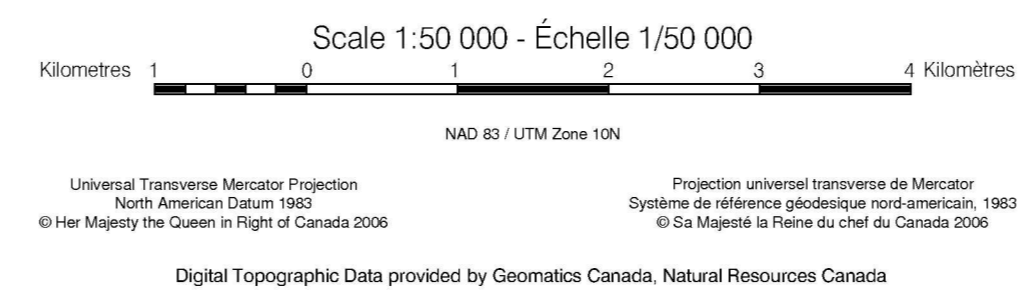 Scale 1:50 000 - Échelle 1/50 000
Kilometres 1 0 1 2 3 4 Kilomètres
NAD 83 / UTM Zone 10N
Universal Transverse Mercator Projection
North American Datum 1983
© Her Majesty the Queen in Right of Canada 2006
Projection universel transverse de Mercator
Système de référence géodesique nord-americain, 1983
© Sa Majesté la Reine du chef du Canada 2006
Digital Topographic Data provided by Geomatics Canada, Natural Resources Canada